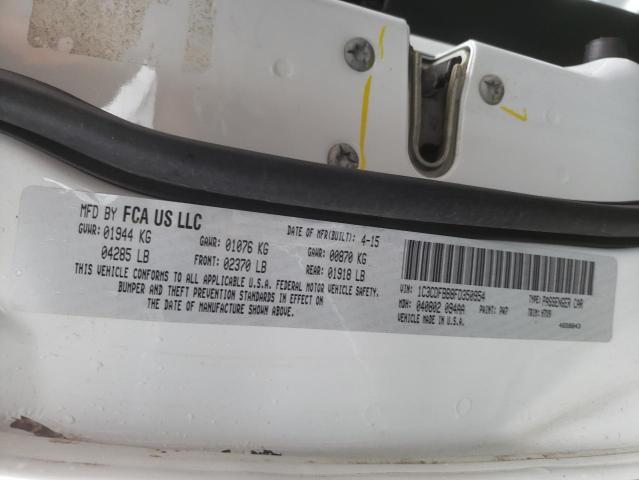 MFD BY FCA US LLC
DATE OF MFR(BUILT): 4-15
GVWR: 01944 KG GAWR: 01076 KG GAWR: 00870 KG
04285 LB FRONT: 02370 LB REAR: 01918 LB
THIS VEHICLE CONFORMS TO ALL APPLICABLE U.S.A. FEDERAL MOTOR VEHICLE SAFETY,
BUMPER AND THEFT PREVENTION STANDARDS IN EFFECT ON
THE DATE OF MANUFACTURE SHOWN ABOVE.
VIN: 1C3CDFBB8FD350954 TYPE: PASSENGER CAR
MDH: 040802 094AA PAINT: PW7 TRIM:
VEHICLE MADE IN U.S.A.